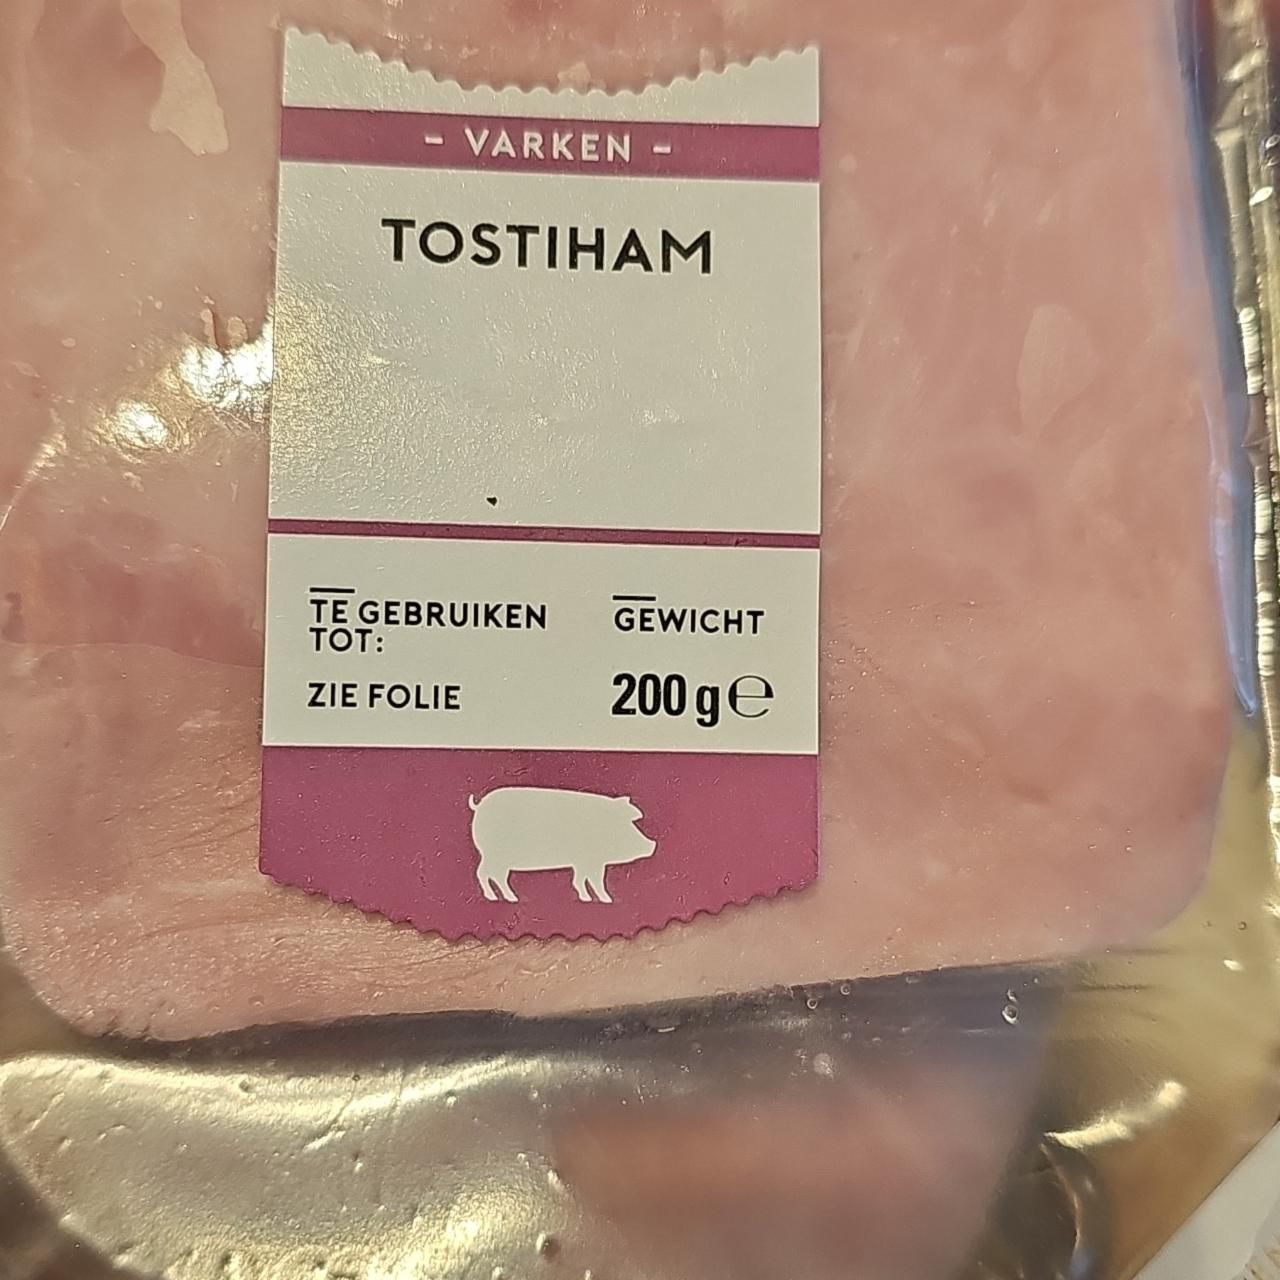 - VARKEN -
TOSTIHAM
TE GEBRUIKEN
TOT:
ZIE FOLIE
GEWICHT
200 g ℮